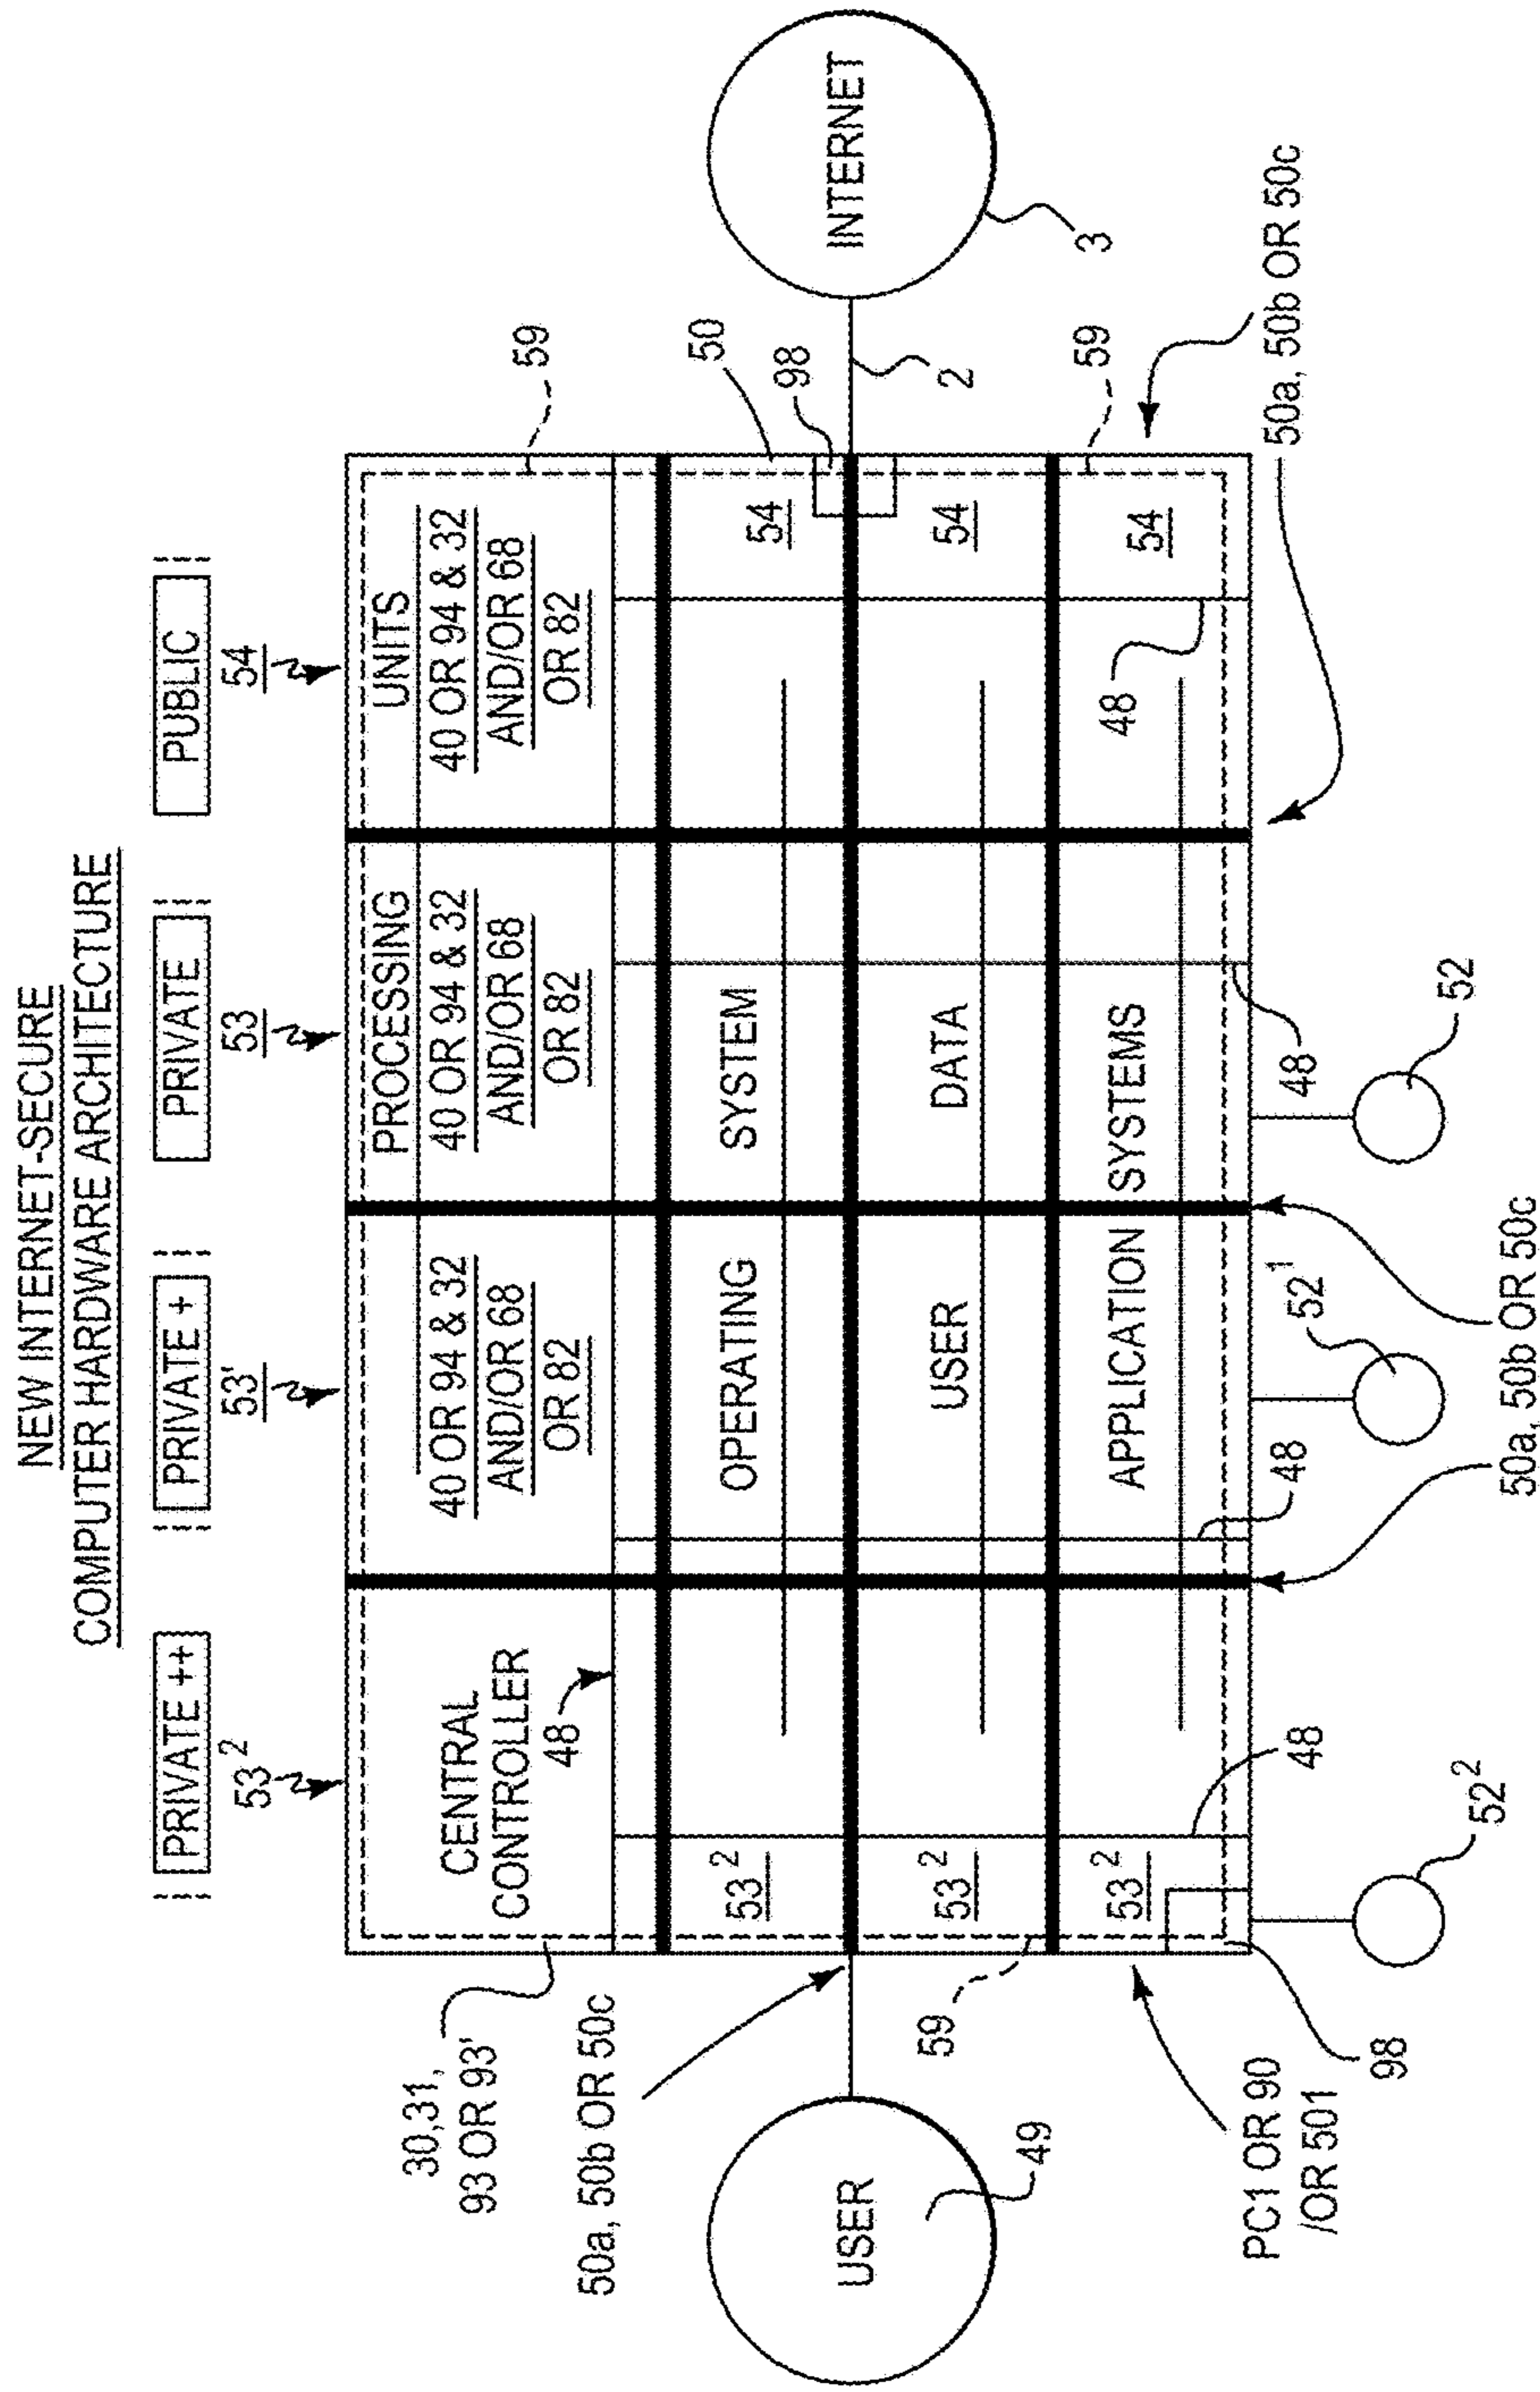 NEW INTERNET-SECURE
COMPUTER HARDWARE ARCHITECTURE
PRIVATE ++
PRIVATE +
PRIVATE
PUBLIC
53²
53'
53
54
CENTRAL
CONTROLLER
PROCESSING
UNITS
40 OR 94 & 32
AND/OR 68
OR 82
40 OR 94 & 32
AND/OR 68
OR 82
40 OR 94 & 32
AND/OR 68
OR 82
59
30,31,
93 OR 93'
48
50a, 50b OR 50c
53²
OPERATING
SYSTEM
54
50
98
USER
49
INTERNET
3
2
53²
USER
DATA
54
59
53²
APPLICATION
SYSTEMS
54
59
48
48
48
48
PC1 OR 90
/OR 501
98
52²
52¹
52
50a, 50b OR 50c
50a, 50b OR 50c